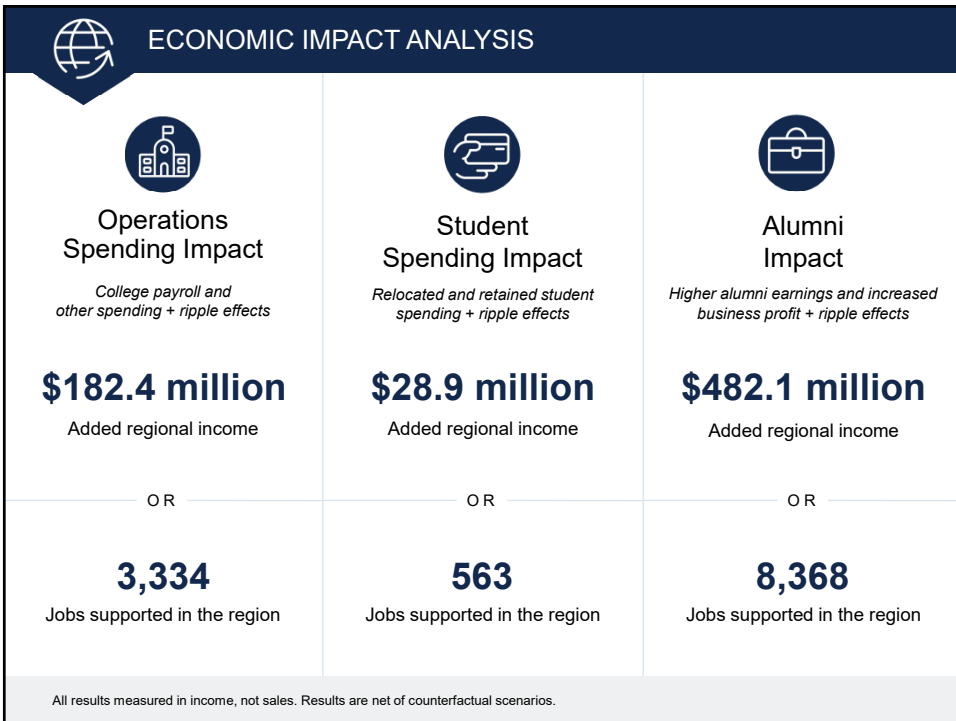 ECONOMIC IMPACT ANALYSIS
Operations
Spending Impact
College payroll and
other spending + ripple effects
$182.4 million
Added regional income
OR
3,334
Jobs supported in the region
Student
Spending Impact
Relocated and retained student
spending + ripple effects
$28.9 million
Added regional income
OR
563
Jobs supported in the region
Alumni
Impact
Higher alumni earnings and increased
business profit + ripple effects
$482.1 million
Added regional income
OR
8,368
Jobs supported in the region
All results measured in income, not sales. Results are net of counterfactual scenarios.